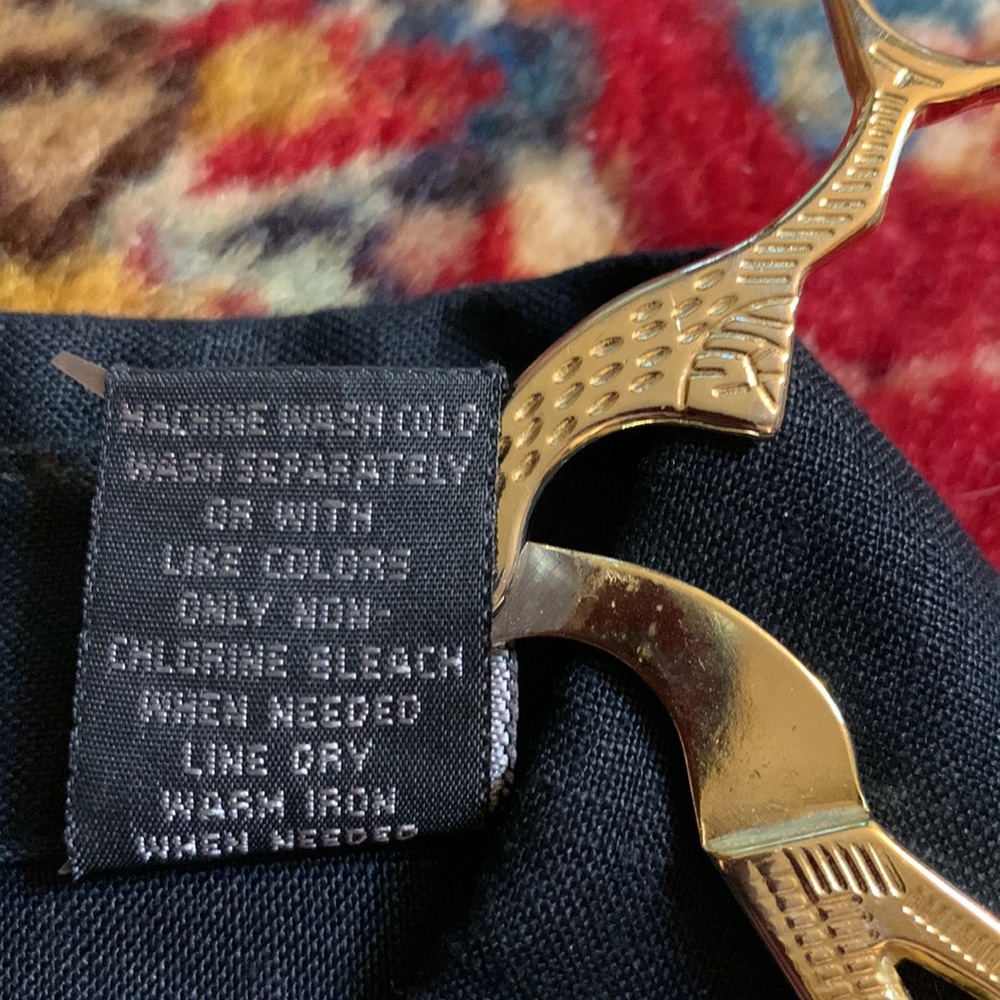 MACHINE WASH COLD
WASH SEPARATELY
OR WITH
LIKE COLORS
ONLY NON-
CHLORINE BLEACH
WHEN NEEDED
LINE DRY
WARM IRON
WHEN NEEDED